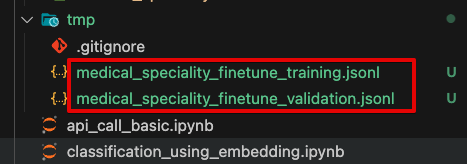 tmp
.gitignore
medical_speciality_finetune_training.jsonl U
medical_speciality_finetune_validation.jsonl U
api_call_basic.ipynb
classification_using_embedding.ipynb